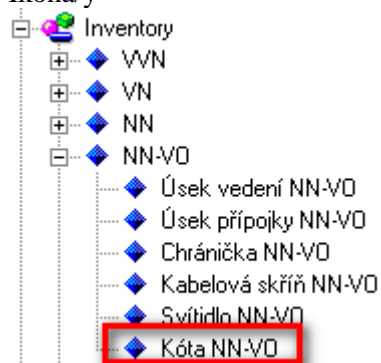 Ikona/y
Inventory
VVN
VN
NN
NN-VO
Úsek vedení NN-VO
Úsek přípojky NN-VO
Chránička NN-VO
Kabelová skříň NN-VO
Svítidlo NN-VO
Kóta NN-VO